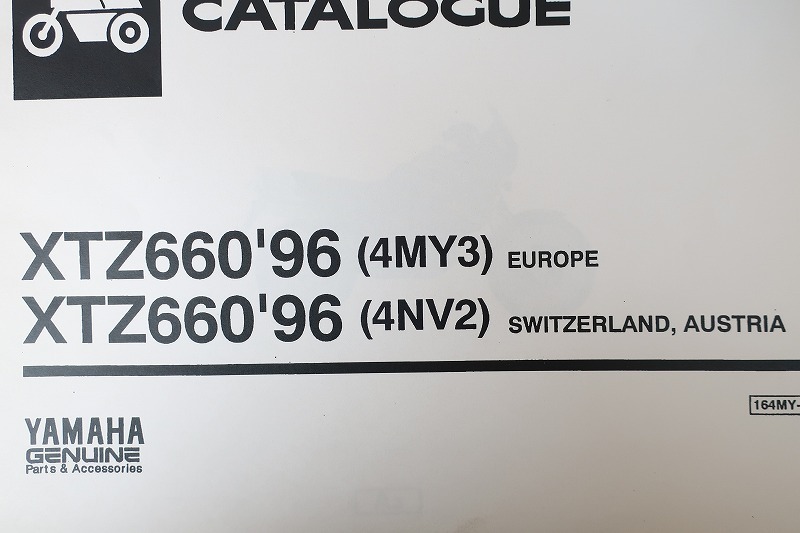 CATALOGUE
XTZ660'96 (4MY3) EUROPE
XTZ660'96 (4NV2) SWITZERLAND, AUSTRIA
164MY-
YAMAHA
GENUINE
Parts & Accessories